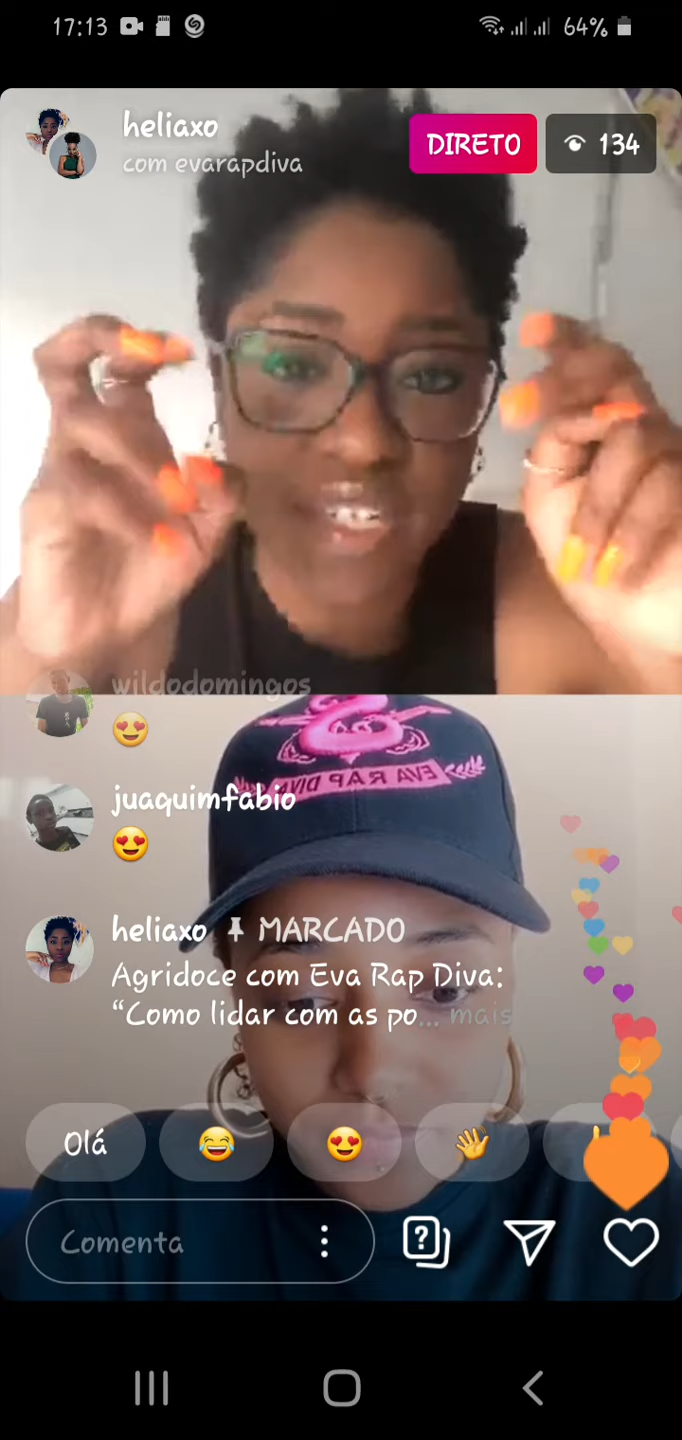 17:13
64%
heliaxo
com evarapdiva
DIRETO
134
wildodomingos
😍
EVA RAP DIVA
juaquimfabio
😍
heliaxo MARCADO
Agridoce com Eva Rap Diva:
“Como lidar com as po... mais
Olá
😂 😍 👋
Comenta